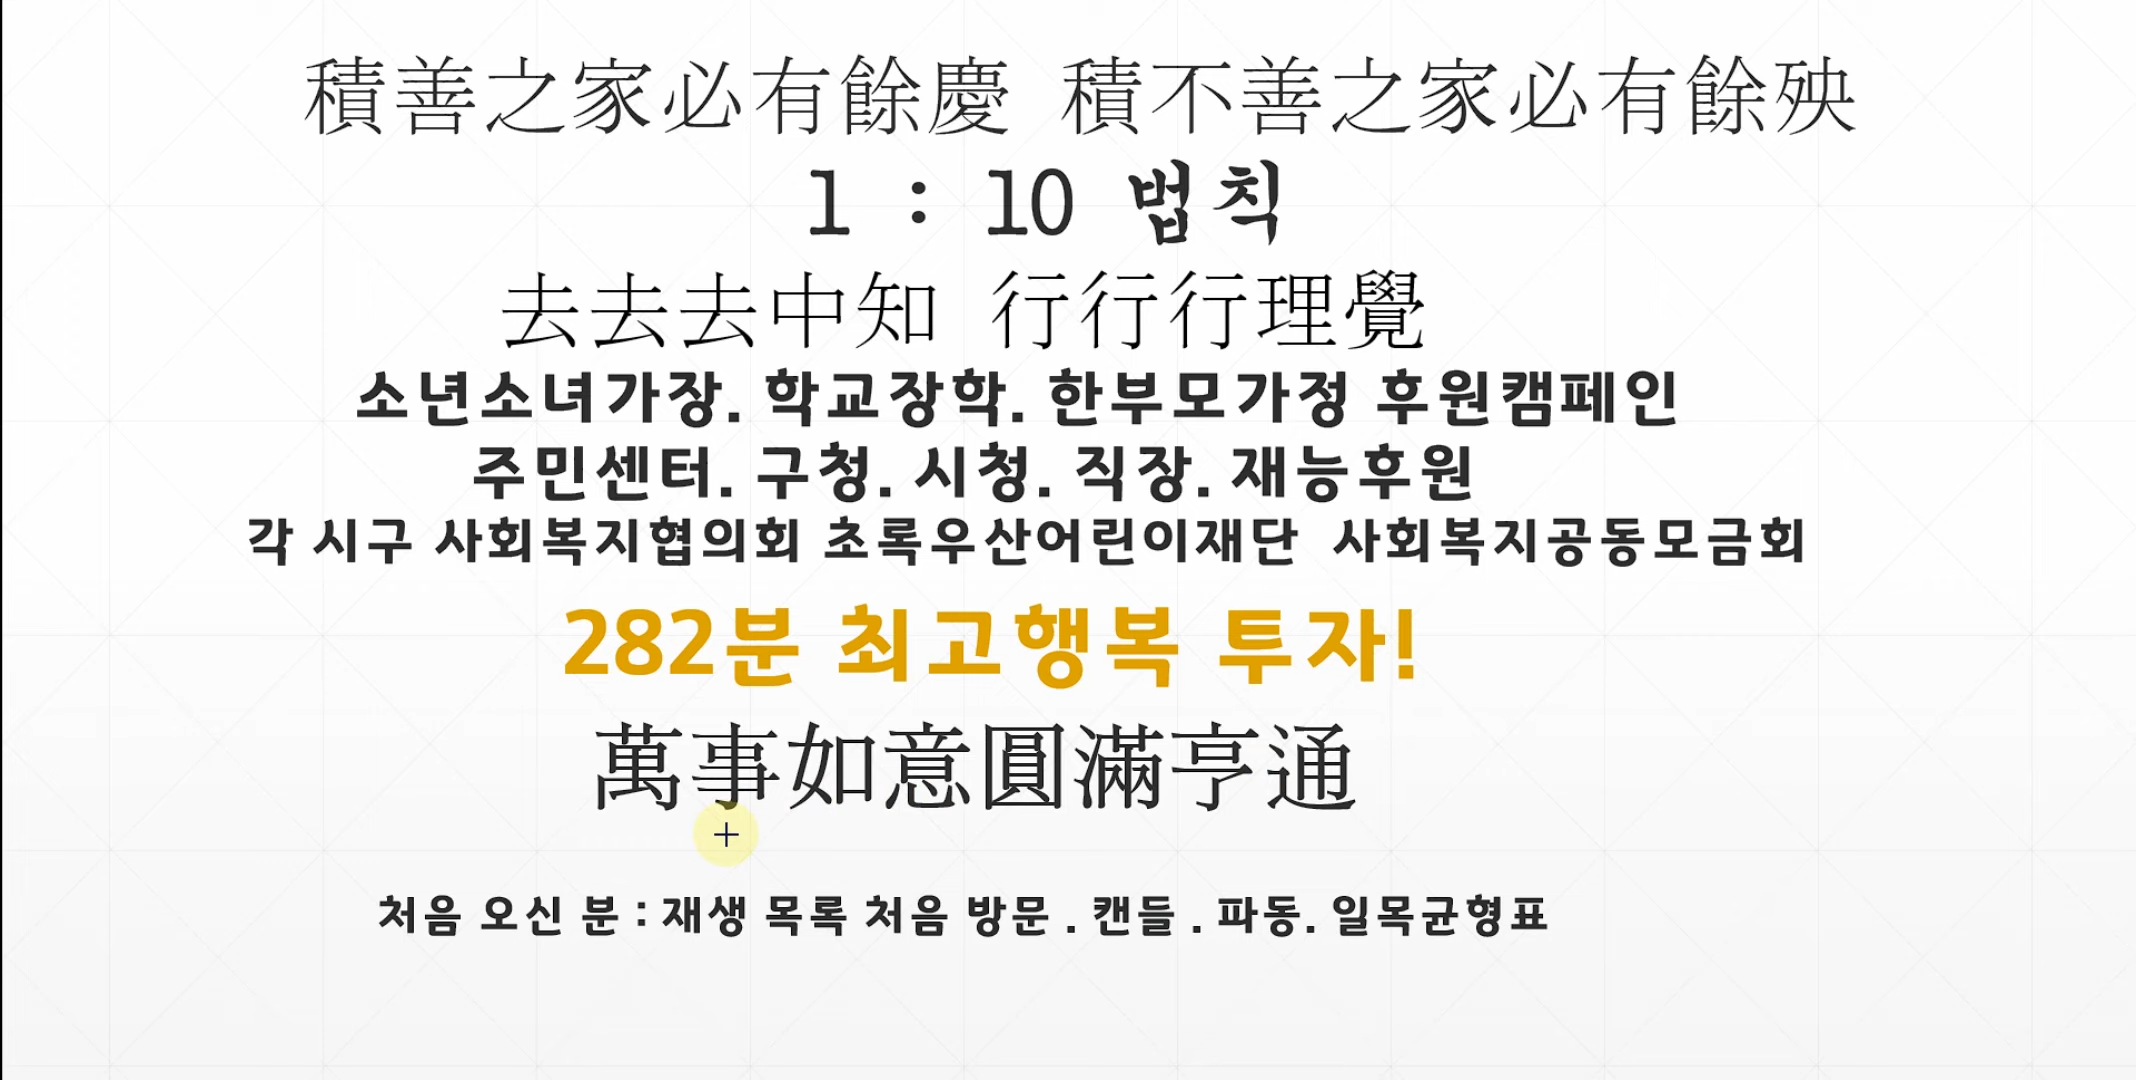 積善之家必有餘慶 積不善之家必有餘殃
1 : 10 법칙
去去去中知 行行行理覺
소년소녀가장. 학교장학. 한부모가정 후원캠페인
주민센터. 구청. 시청. 직장. 재능후원
각 시구 사회복지협의회 초록우산어린이재단 사회복지공동모금회
282분 최고행복 투자!
萬事如意圓滿亨通
처음 오신 분 : 재생 목록 처음 방문 . 캔들 . 파동. 일목균형표